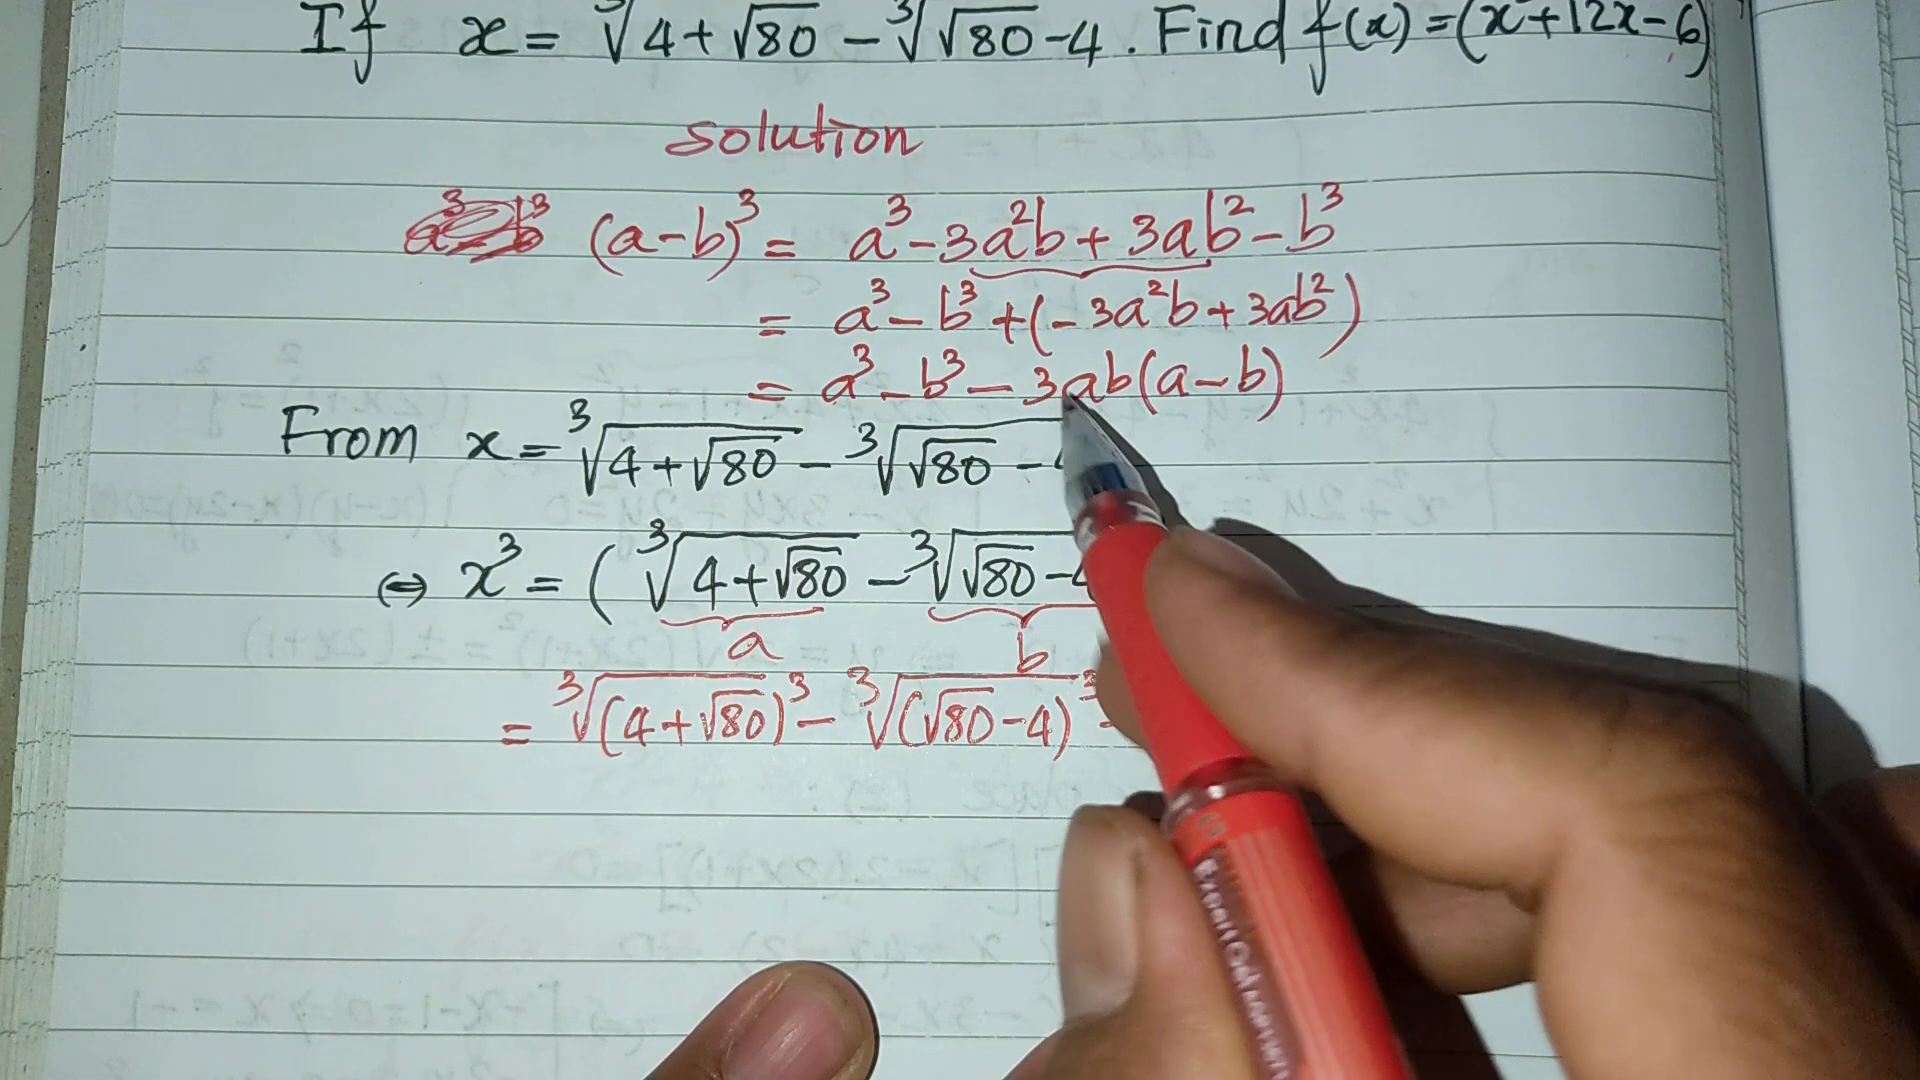 If x = ∛4+√80 − ∛√80−4 . Find f(x) = (x +12x−6)
solution
(a−b)³ = a³−3a²b+3ab²−b³
= a³−b³+(−3a²b+3ab²)
= a³−b³−3ab(a−b)
From x = ∛4+√80 − ∛√80 −
⇔ x³ = ( ∛4+√80 − ∛√80−4
a b
= ∛(4+√80)³ − ∛(√80−4)³ −